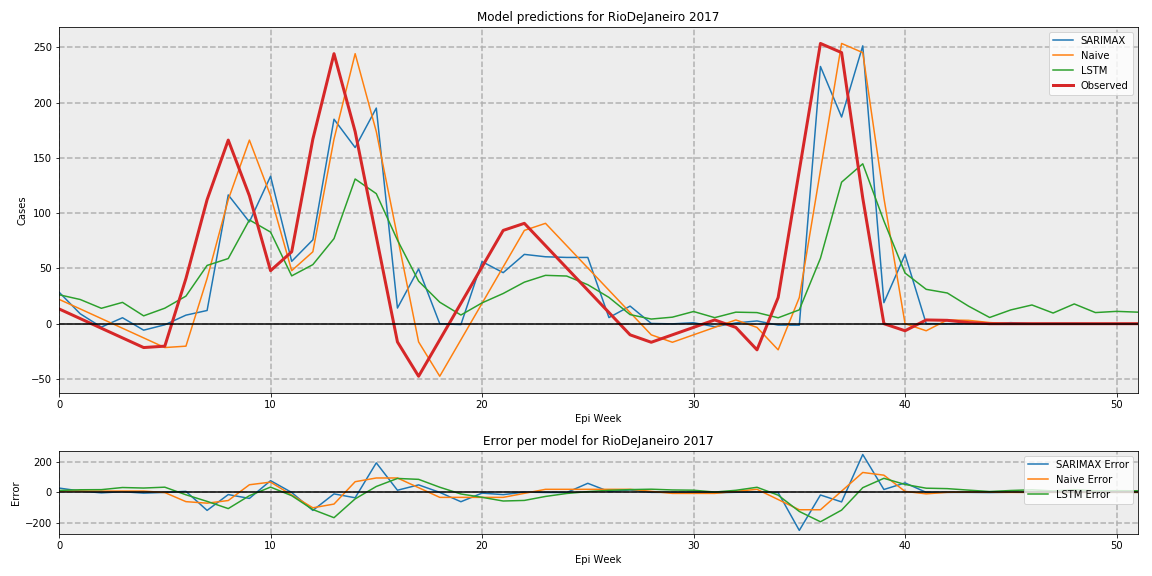 Model predictions for RioDeJaneiro 2017
250
200
150
100
50
0
−50
Cases
SARIMAX
Naive
LSTM
Observed
0
10
20
30
40
50
Epi Week
Error per model for RioDeJaneiro 2017
200
0
−200
Error
SARIMAX Error
Naive Error
LSTM Error
0
10
20
30
40
50
Epi Week